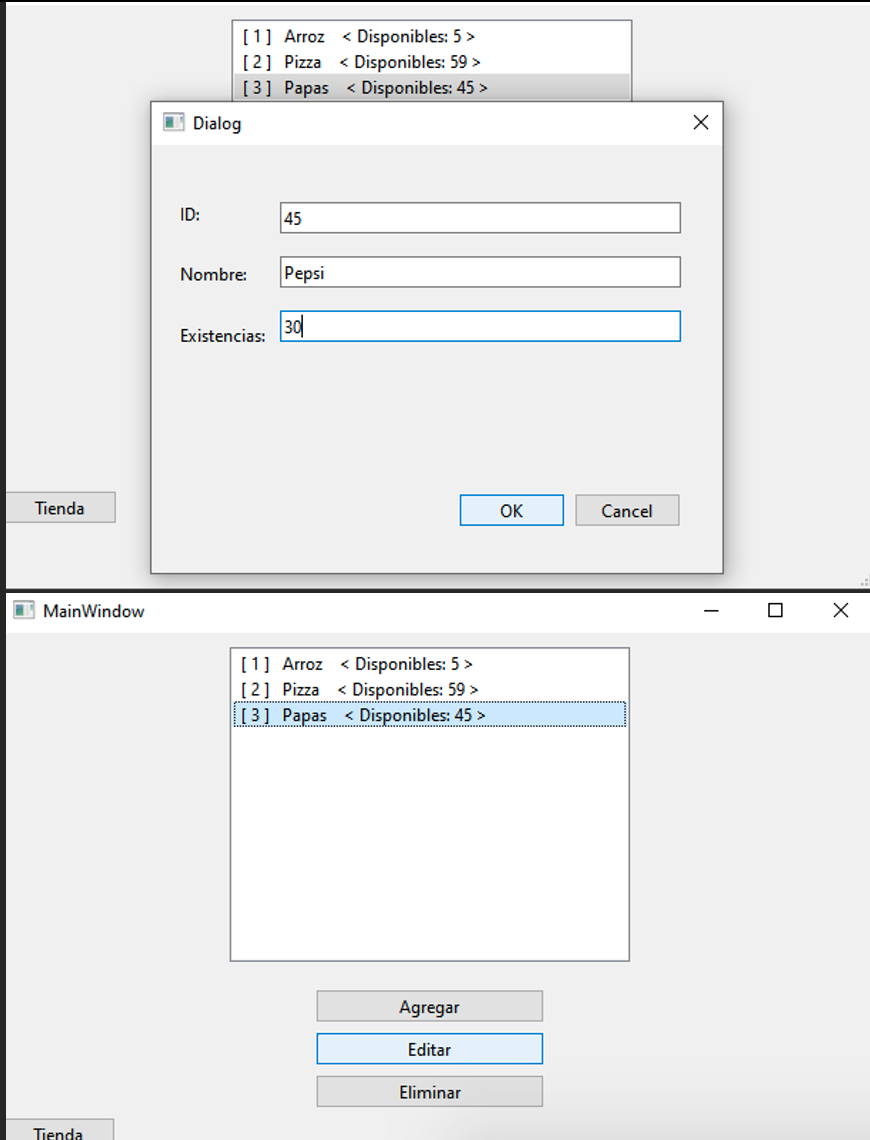 [ 1 ] Arroz < Disponibles: 5 >
[ 2 ] Pizza < Disponibles: 59 >
[ 3 ] Papas < Disponibles: 45 >
Dialog
ID: 45
Nombre: Pepsi
Existencias: 30
Tienda
OK Cancel
MainWindow
[ 1 ] Arroz < Disponibles: 5 >
[ 2 ] Pizza < Disponibles: 59 >
[ 3 ] Papas < Disponibles: 45 >
Agregar
Editar
Eliminar
Tienda